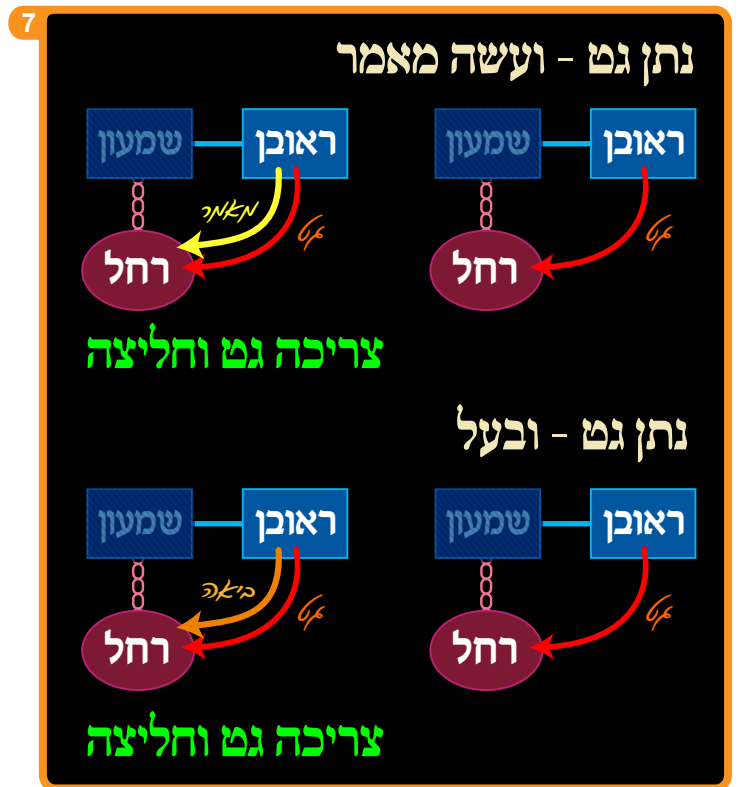 7
נתן גט - ועשה מאמר
ראובן שמעון
גט
רחל
ראובן שמעון
גט מאמר
רחל
צריכה גט וחליצה
נתן גט - ובעל
ראובן שמעון
גט
רחל
ראובן שמעון
גט ביאה
רחל
צריכה גט וחליצה